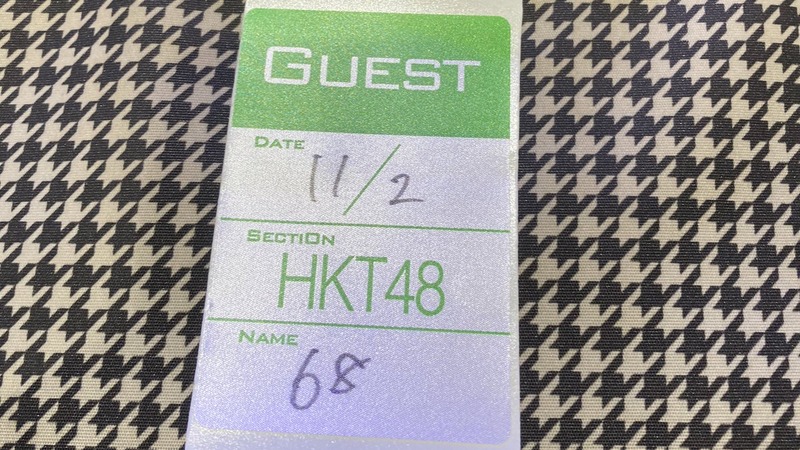 GUEST
DATE
11/2
SECTION
HKT48
NAME
68